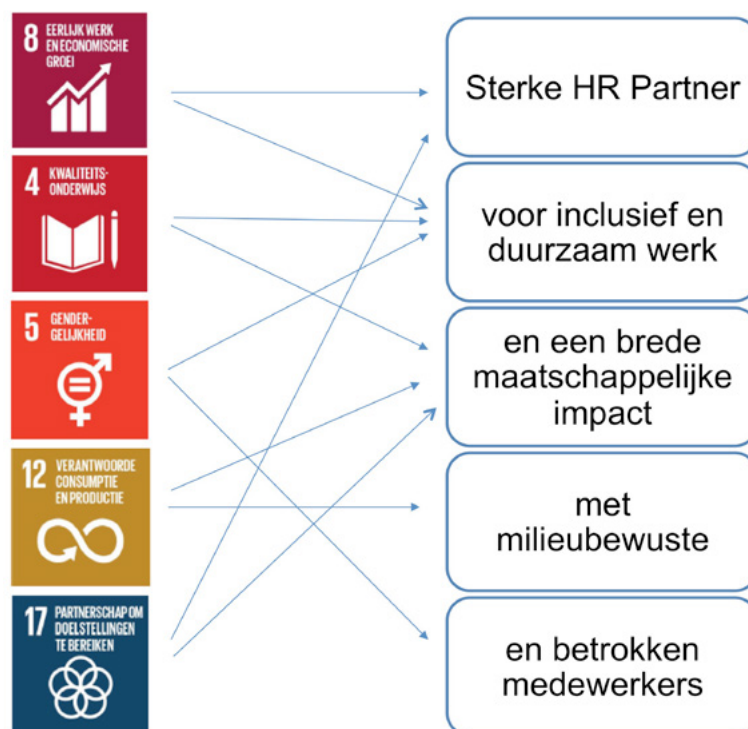 8 EERLIJK WERK
EN ECONOMISCHE
GROEI
Sterke HR Partner
4 KWALITEITS-
ONDERWIJS
voor inclusief en
duurzaam werk
5 GENDER-
GELIJKHEID
en een brede
maatschappelijke
impact
12 VERANTWOORDE
CONSUMPTIE
EN PRODUCTIE
met
milieubewuste
17 PARTNERSCHAP OM
DOELSTELLINGEN
TE BEREIKEN
en betrokken
medewerkers